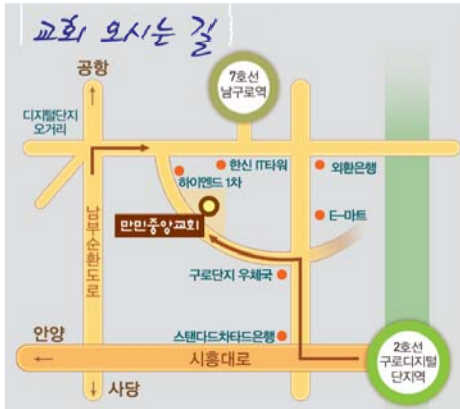 교회 오시는 길
공항
7호선
남구로역
디지털단지
오거리
한신 IT타워
외환은행
하이엔드 1차
만민중앙교회
E-마트
남부순환도로
구로단지 우체국
스탠다드차타드은행
안양
시흥대로
2호선
구로디지털
단지역
사당